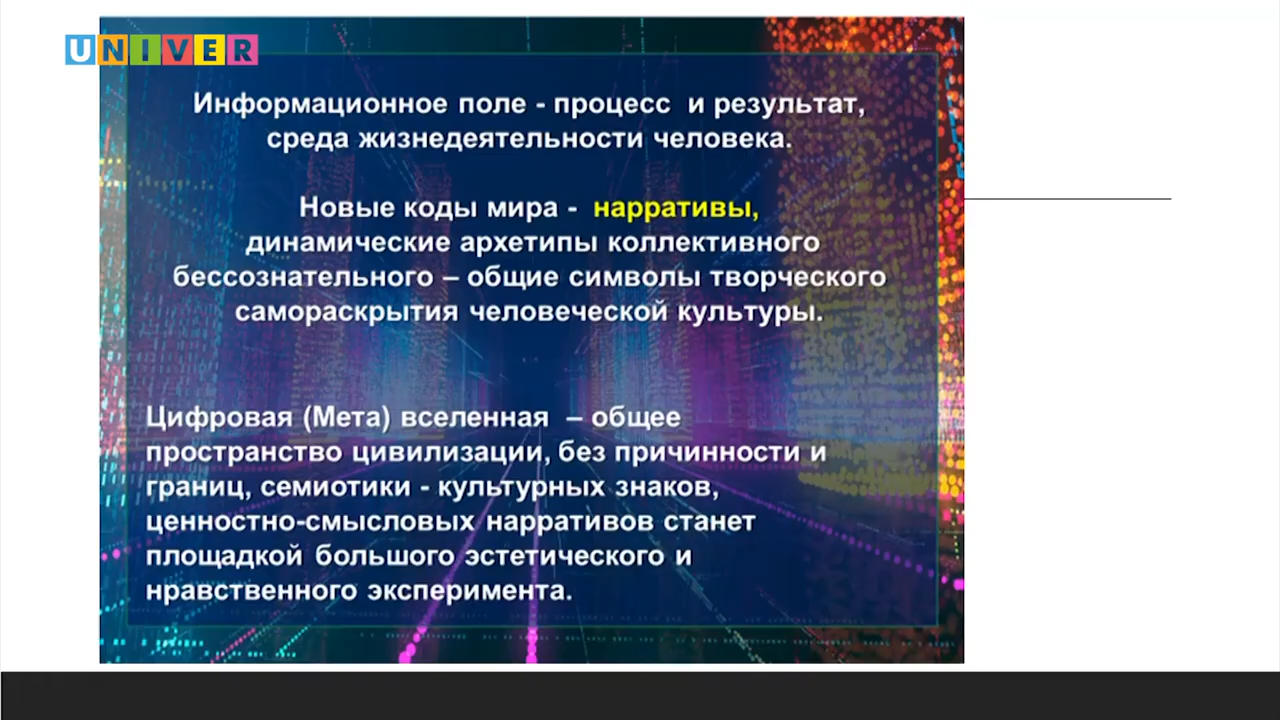 UNIVER
Информационное поле - процесс и результат,
среда жизнедеятельности человека.
Новые коды мира - нарративы,
динамические архетипы коллективного
бессознательного – общие символы творческого
самораскрытия человеческой культуры.
Цифровая (Мета) вселенная – общее
пространство цивилизации, без причинности и
границ, семиотики - культурных знаков,
ценностно-смысловых нарративов станет
площадкой большого эстетического и
нравственного эксперимента.